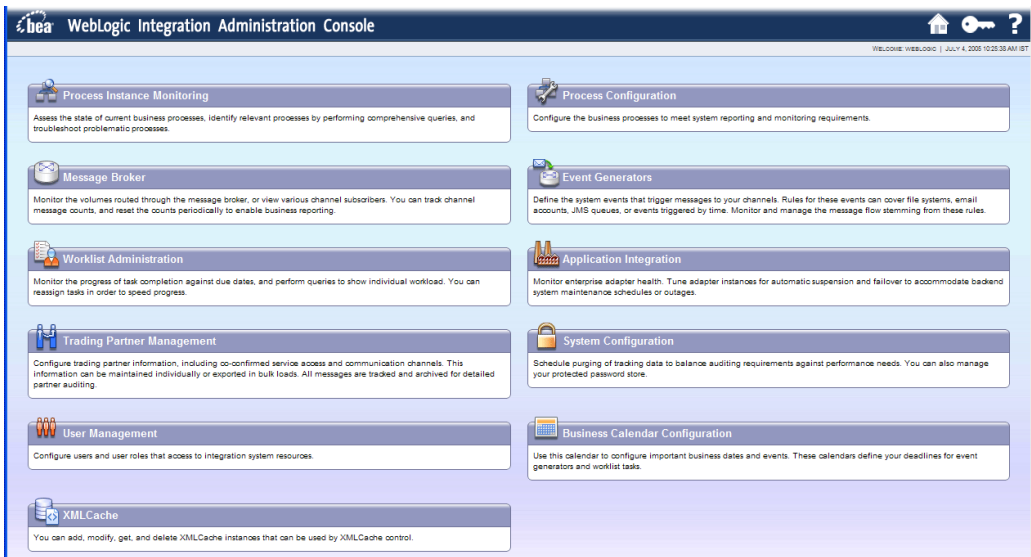 bea WebLogic Integration Administration Console
?
WELCOME: WEBLOGIC | JULY 4, 2005 10:25:38 AM IST
Process Instance Monitoring
Assess the state of current business processes, identify relevant processes by performing comprehensive queries, and
troubleshoot problematic processes.
Process Configuration
Configure the business processes to meet system reporting and monitoring requirements.
Message Broker
Monitor the volumes routed through the message broker, or view various channel subscribers. You can track channel
message counts, and reset the counts periodically to enable business reporting.
Event Generators
Define the system events that trigger messages to your channels. Rules for these events can cover file systems, email
accounts, JMS queues, or events triggered by time. Monitor and manage the message flow stemming from these rules.
Worklist Administration
Monitor the progress of task completion against due dates, and perform queries to show individual workload. You can
reassign tasks in order to speed progress.
Application Integration
Monitor enterprise adapter health. Tune adapter instances for automatic suspension and failover to accommodate backend
system maintenance schedules or outages.
Trading Partner Management
Configure trading partner information, including co-confirmed service access and communication channels. This
information can be maintained individually or exported in bulk loads. All messages are tracked and archived for detailed
partner auditing.
System Configuration
Schedule purging of tracking data to balance auditing requirements against performance needs. You can also manage
your protected password store.
User Management
Configure users and user roles that access to integration system resources.
Business Calendar Configuration
Use this calendar to configure important business dates and events. These calendars define your deadlines for event
generators and worklist tasks.
XMLCache
You can add, modify, get, and delete XMLCache instances that can be used by XMLCache control.